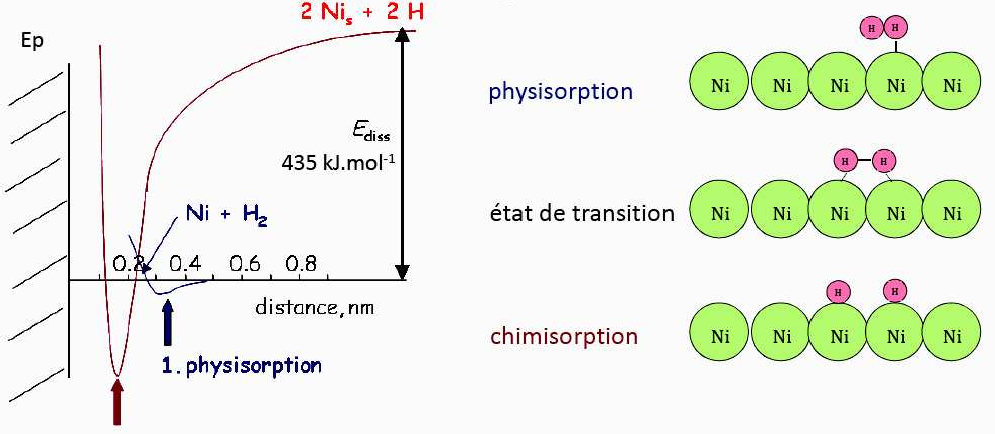 2 Niₛ + 2 H
Ep
E diss
435 kJ.mol⁻¹
Ni + H₂
0.2 0.4 0.6 0.8
distance, nm
1. physisorption
physisorption
H H
Ni Ni Ni Ni Ni
état de transition
H H
Ni Ni Ni Ni Ni
chimisorption
H H
Ni Ni Ni Ni Ni